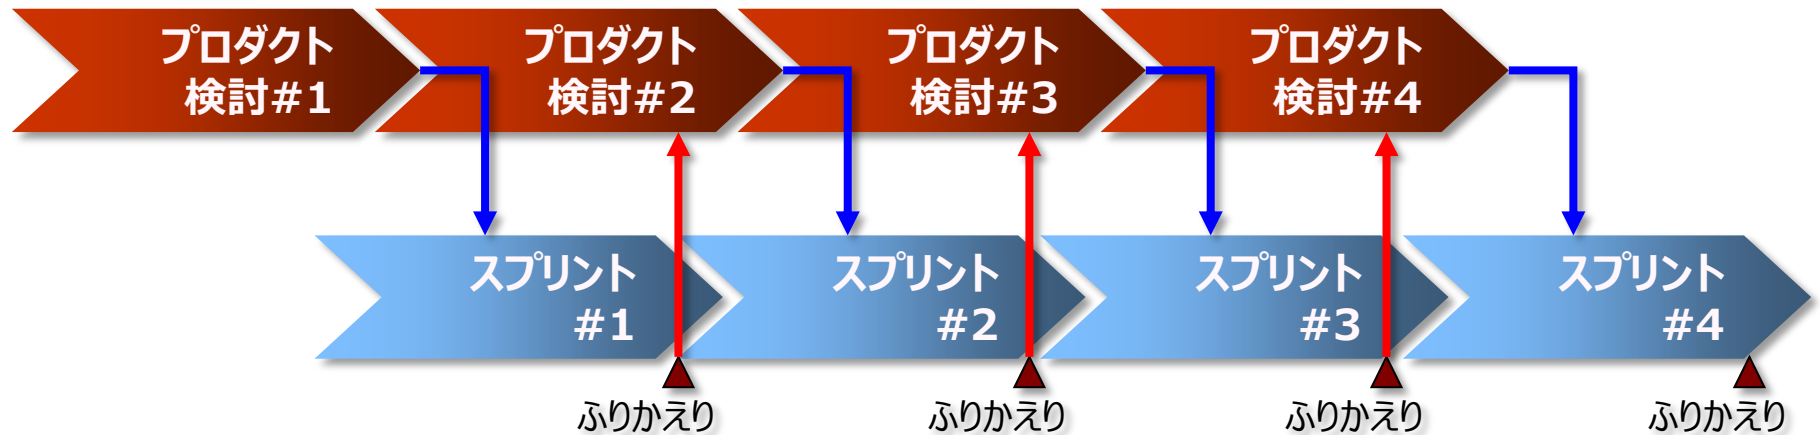 プロダクト
検討#1
プロダクト
検討#2
プロダクト
検討#3
プロダクト
検討#4
スプリント
#1
スプリント
#2
スプリント
#3
スプリント
#4
ふりかえり
ふりかえり
ふりかえり
ふりかえり